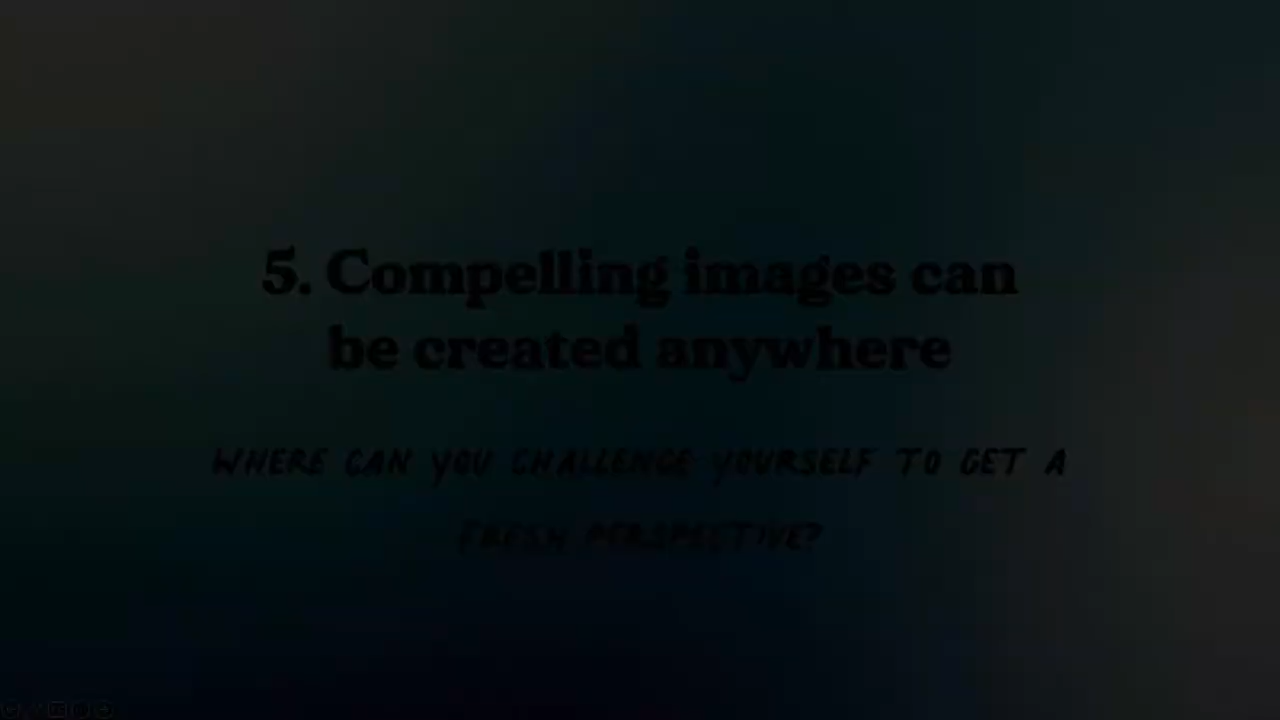 5. Compelling images can
be created anywhere
WHERE CAN YOU CHALLENGE YOURSELF TO GET A
FRESH PERSPECTIVE?